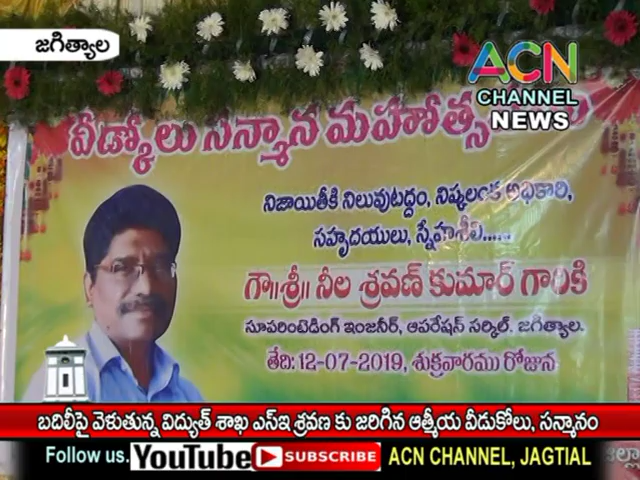 జగిత్యాల
ACN
CHANNEL
NEWS
వీడ్కోలు సన్మాన
నిజాయితీకి నిలువుటద్దం, నిష్కలంక అధికారి,
సహృదయులు, స్నేహశీలి.....
గౌ॥శ్రీ॥ నీల శ్రవణ్ కుమార్ గారికి
సూపరింటెడింగ్ ఇంజనీర్, ఆపరేషన్ సర్కిల్. జగిత్యాల.
తేది: 12-07-2019, శుక్రవారము రోజున
బదిలీపై వెళుతున్న విద్యుత్ శాఖ ఎస్ఇ శ్రవణ కు జరిగిన ఆత్మీయ వీడుకోలు, సన్మానం
Follow us. YouTube SUBSCRIBE ACN CHANNEL, JAGTIAL